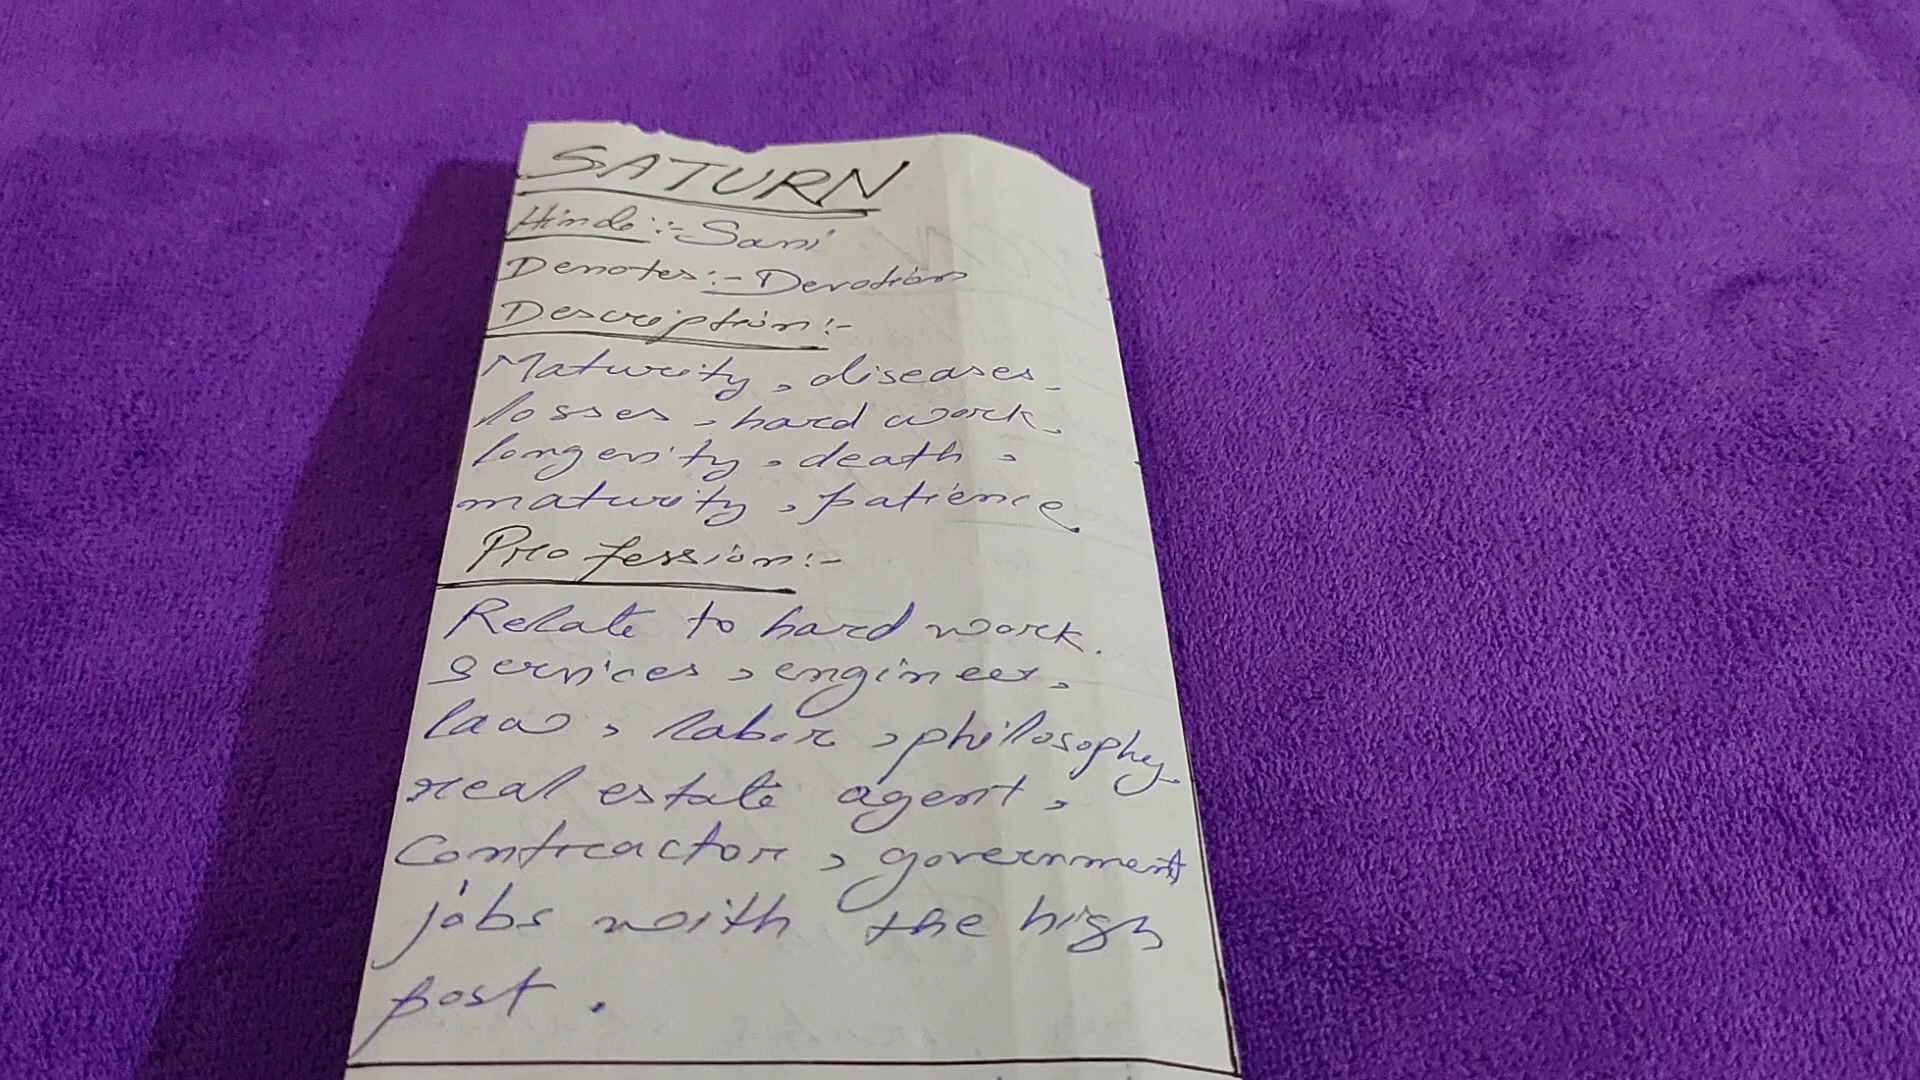 SATURN
Hindi :- Sani
Denotes :- Devotion
Description :-
Maturity, diseases,
losses, hard work,
longevity, death,
maturity, patience,
Profession :-
Relate to hard work.
services, engineer,
law, labor, philosophy,
real estate agent,
contractor, government
jobs with the high
post.